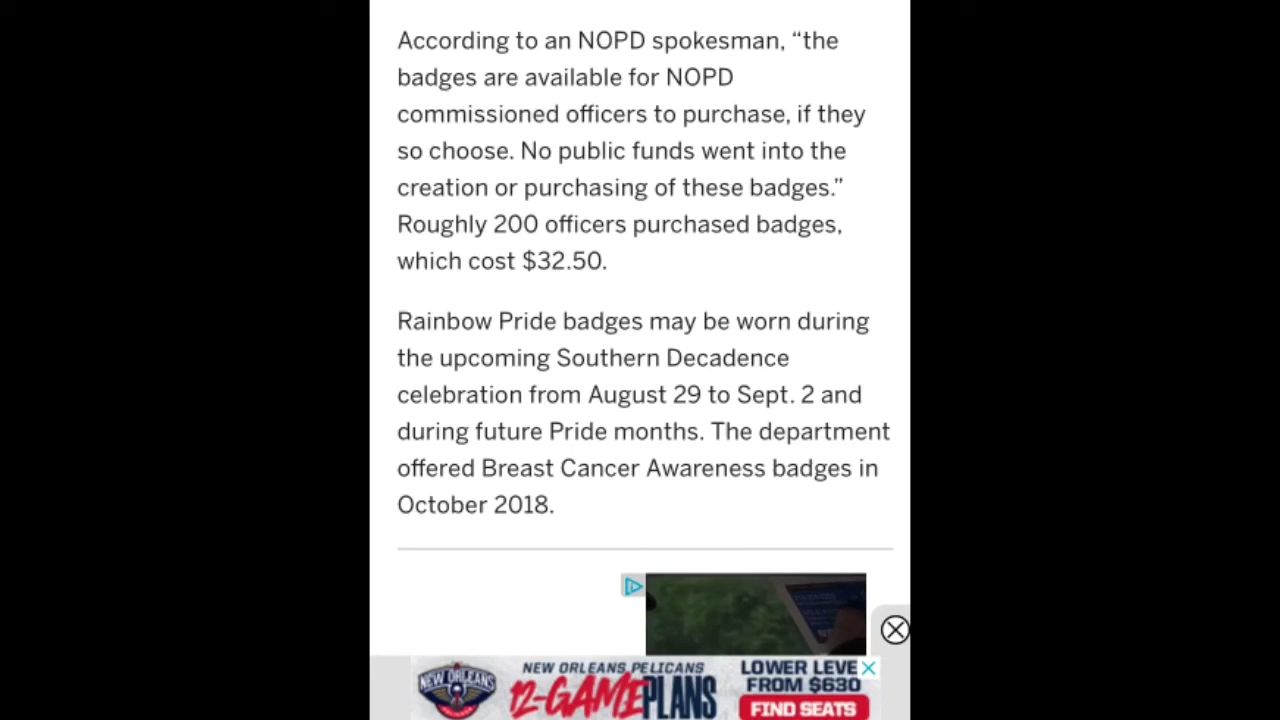 According to an NOPD spokesman, “the
badges are available for NOPD
commissioned officers to purchase, if they
so choose. No public funds went into the
creation or purchasing of these badges.”
Roughly 200 officers purchased badges,
which cost $32.50.
Rainbow Pride badges may be worn during
the upcoming Southern Decadence
celebration from August 29 to Sept. 2 and
during future Pride months. The department
offered Breast Cancer Awareness badges in
October 2018.
NEW ORLEANS
NEW ORLEANS PELICANS
12-GAME PLANS
LOWER LEVE
FROM $630
FIND SEATS